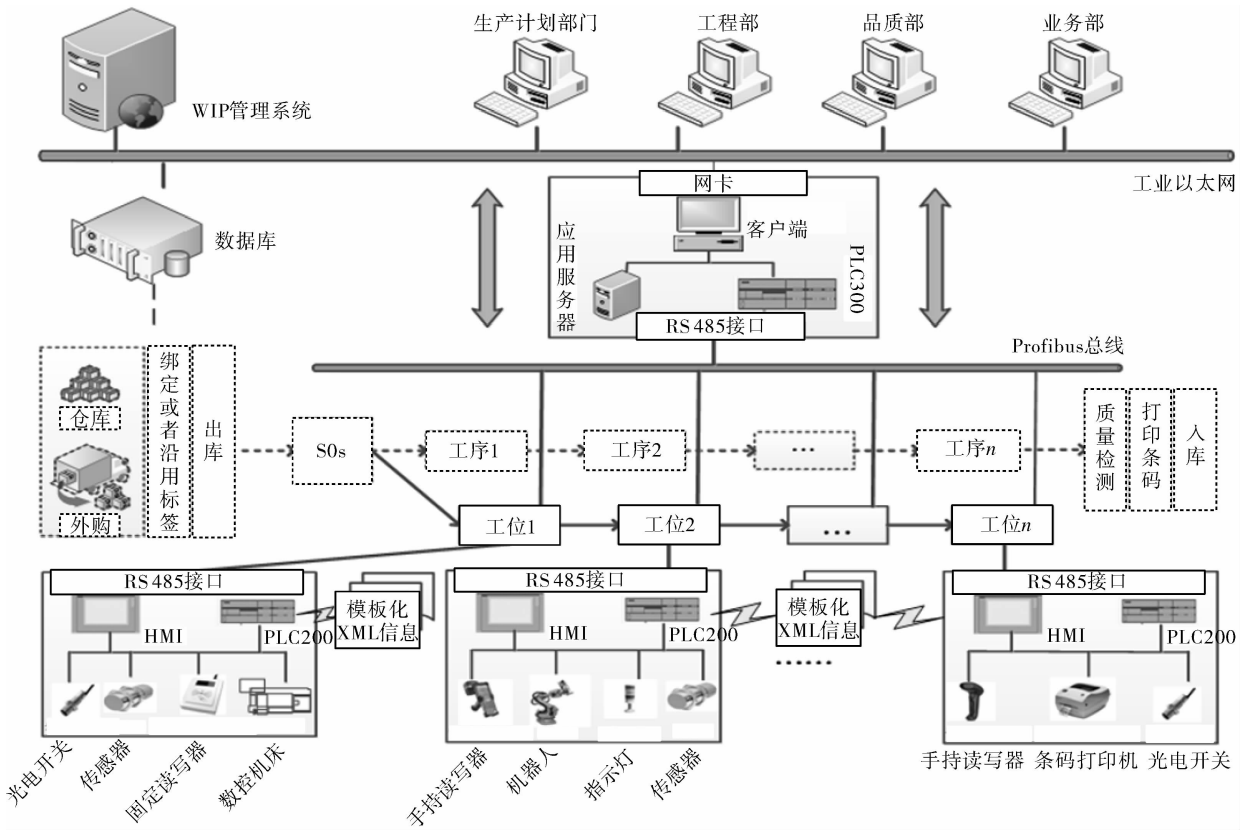 生产计划部门
工程部
品质部
业务部
WIP管理系统
工业以太网
网卡
客户端
应用服务器
PLC300
数据库
RS485接口
Profibus总线
仓库
外购
绑定或者沿用标签
出库
S0s
工序1
工序2
...
工序n
质量检测
打印条码
入库
工位1
工位2
...
工位n
RS485接口
HMI
PLC200
模板化
XML信息
RS485接口
HMI
PLC200
模板化
XML信息
......
RS485接口
HMI
PLC200
光电开关
传感器
固定读写器
数控机床
手持读写器
机器人
指示灯
传感器
手持读写器
条码打印机
光电开关